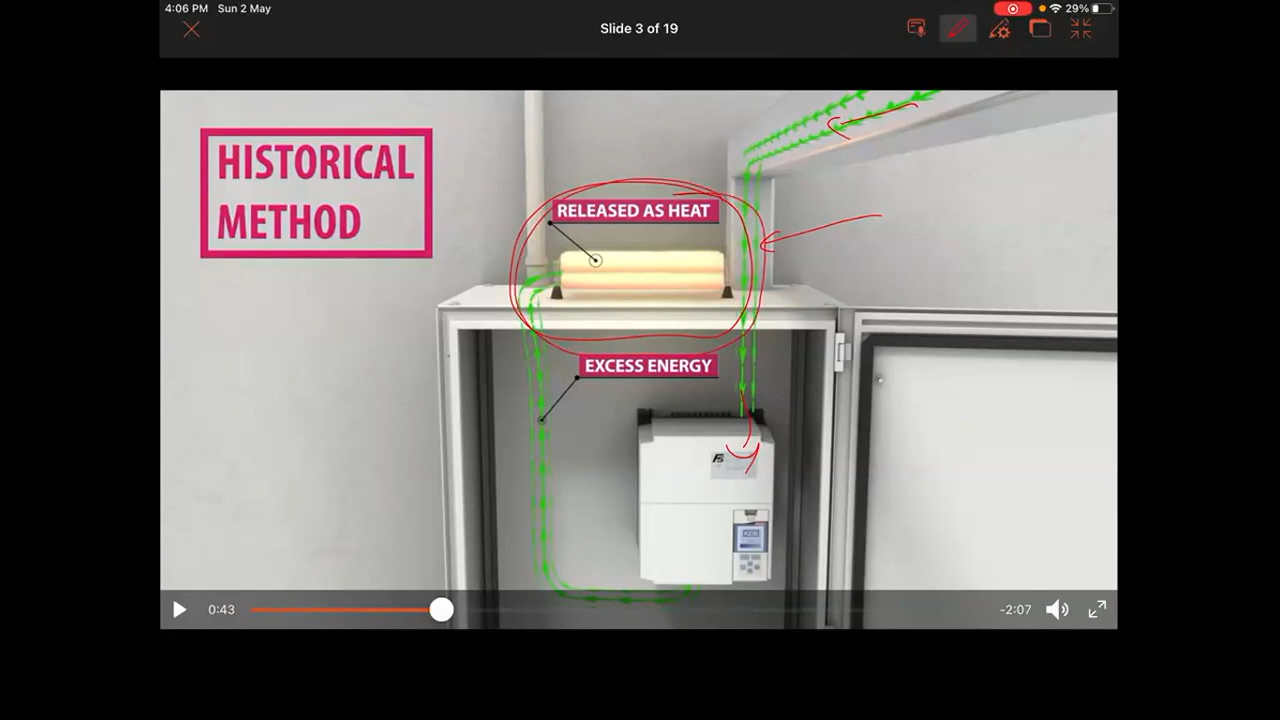 4:06 PM Sun 2 May
29%
Slide 3 of 19
HISTORICAL
METHOD
RELEASED AS HEAT
EXCESS ENERGY
0:43
-2:07